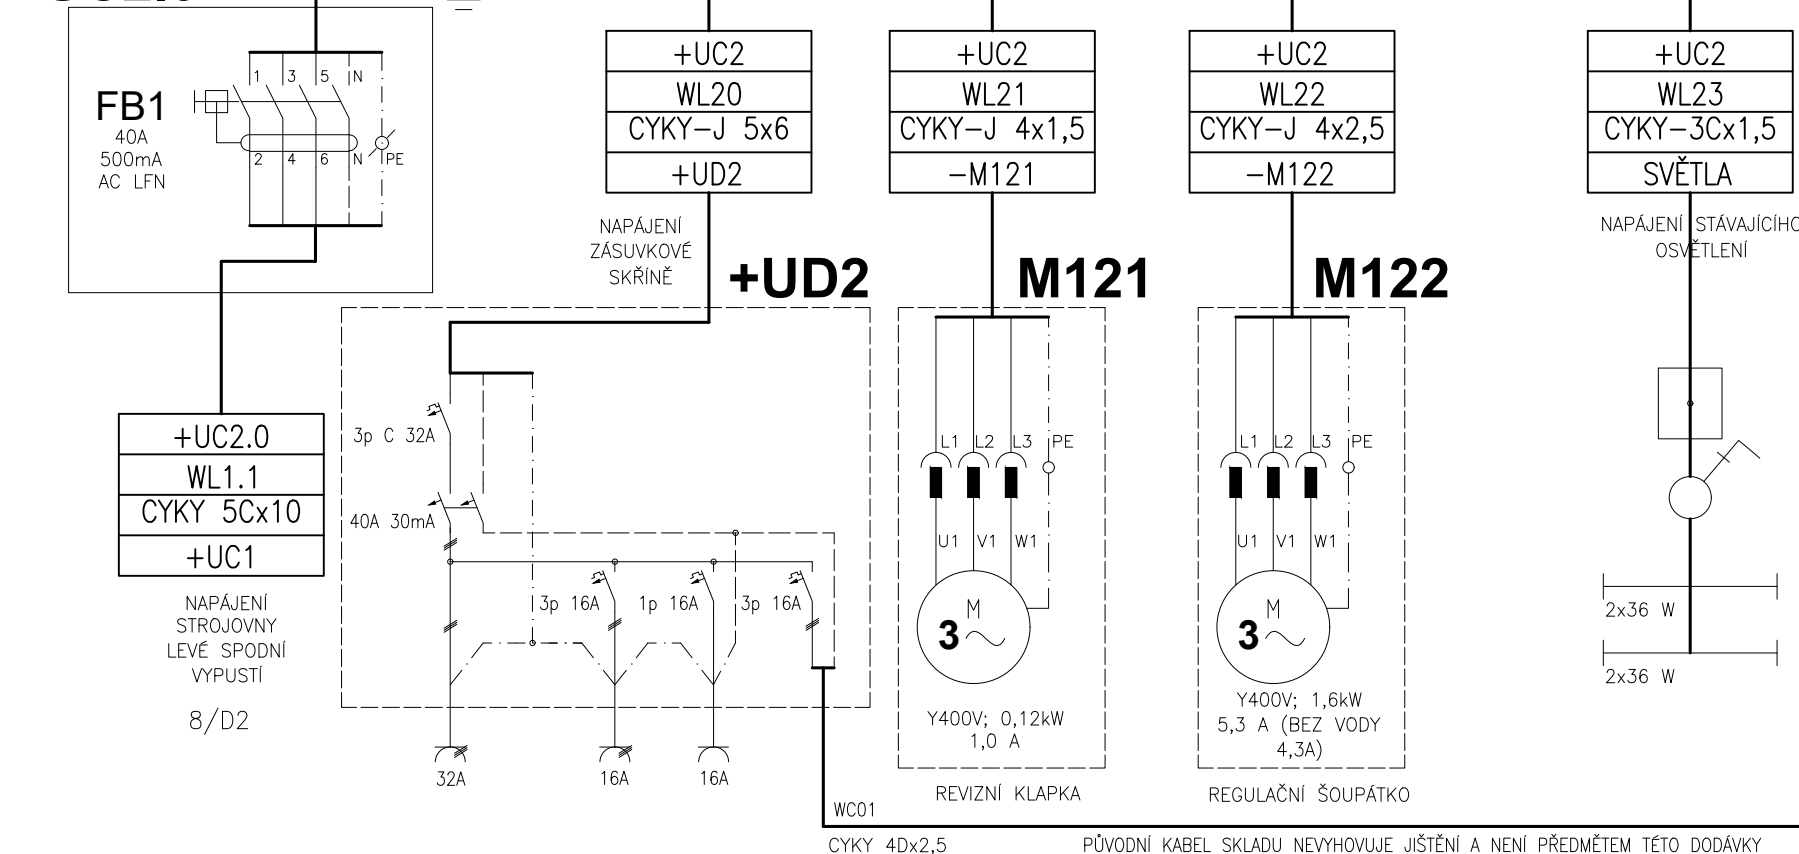 1 3 5 N
FB1
40A
500mA
AC LFN
2 4 6 N PE
+UC2.0
WL1.1
CYKY 5Cx10
+UC1
NAPÁJENÍ
STROJOVNY
LEVÉ SPODNÍ
VYPUSTÍ
8/D2
+UC2
WL20
CYKY-J 5x6
+UD2
NAPÁJENÍ
ZÁSUVKOVÉ
SKŘÍNĚ
+UD2
3p C 32A
40A 30mA
3p 16A
1p 16A
3p 16A
32A
16A
16A
+UC2
WL21
CYKY-J 4x1,5
-M121
M121
L1 L2 L3 PE
U1 V1 W1
M
3
Y400V; 0,12kW
1,0 A
REVIZNÍ KLAPKA
+UC2
WL22
CYKY-J 4x2,5
-M122
M122
L1 L2 L3 PE
U1 V1 W1
M
3
Y400V; 1,6kW
5,3 A (BEZ VODY
4,3A)
REGULAČNÍ ŠOUPÁTKO
+UC2
WL23
CYKY-3Cx1,5
SVĚTLA
NAPÁJENÍ STÁVAJÍCÍHO
OSVĚTLENÍ
2x36 W
2x36 W
WC01
CYKY 4Dx2,5
PŮVODNÍ KABEL SKLADU NEVYHOVUJE JIŠTĚNÍ A NENÍ PŘEDMĚTEM TÉTO DODÁVKY